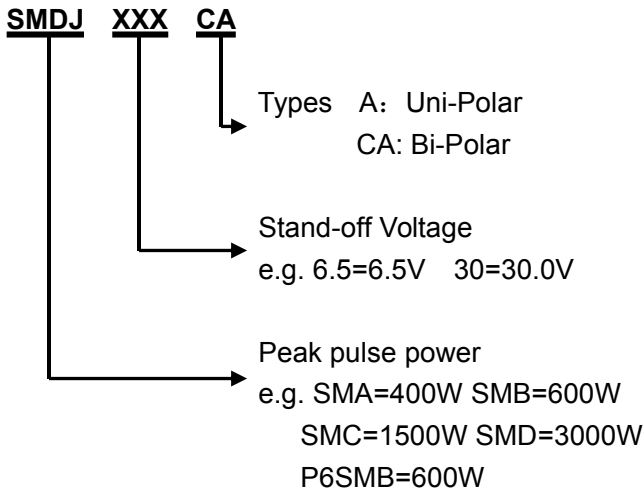 SMDJ XXX CA
Types A：Uni-Polar
CA: Bi-Polar
Stand-off Voltage
e.g. 6.5=6.5V 30=30.0V
Peak pulse power
e.g. SMA=400W SMB=600W
SMC=1500W SMD=3000W
P6SMB=600W